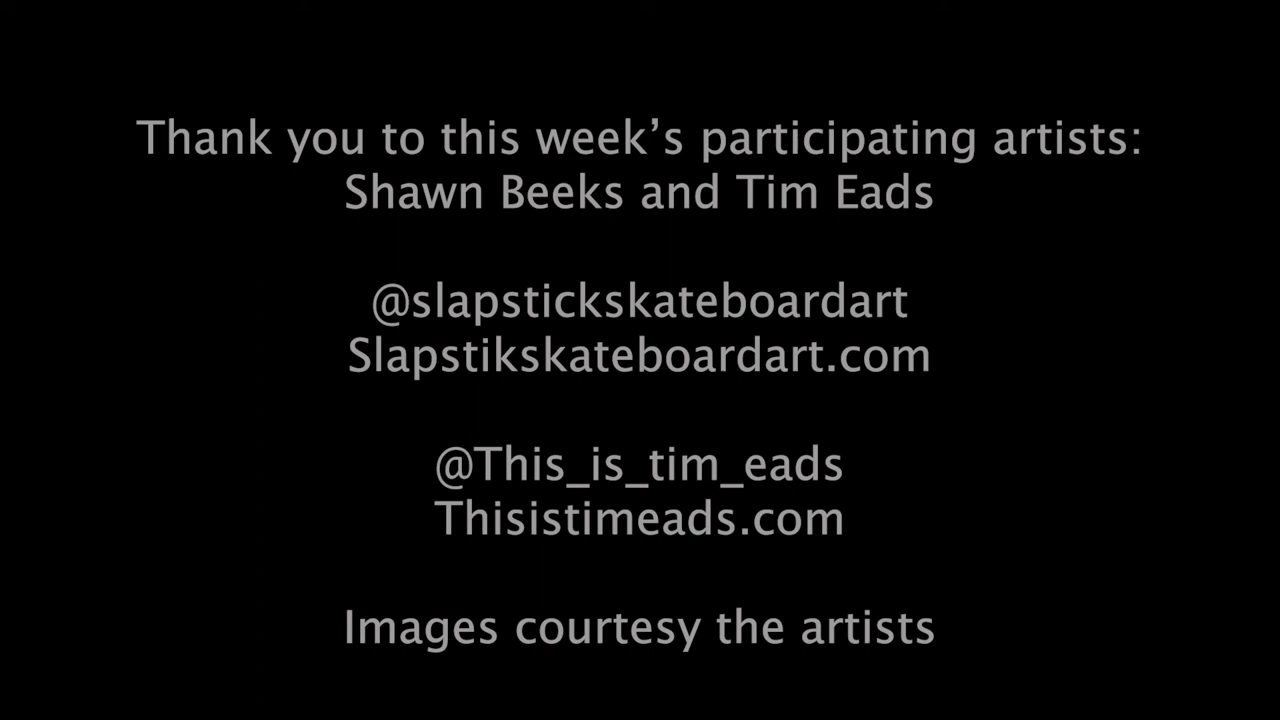 Thank you to this week’s participating artists:
Shawn Beeks and Tim Eads
@slapstickskateboardart
Slapstikskateboardart.com
@This_is_tim_eads
Thisistimeads.com
Images courtesy the artists